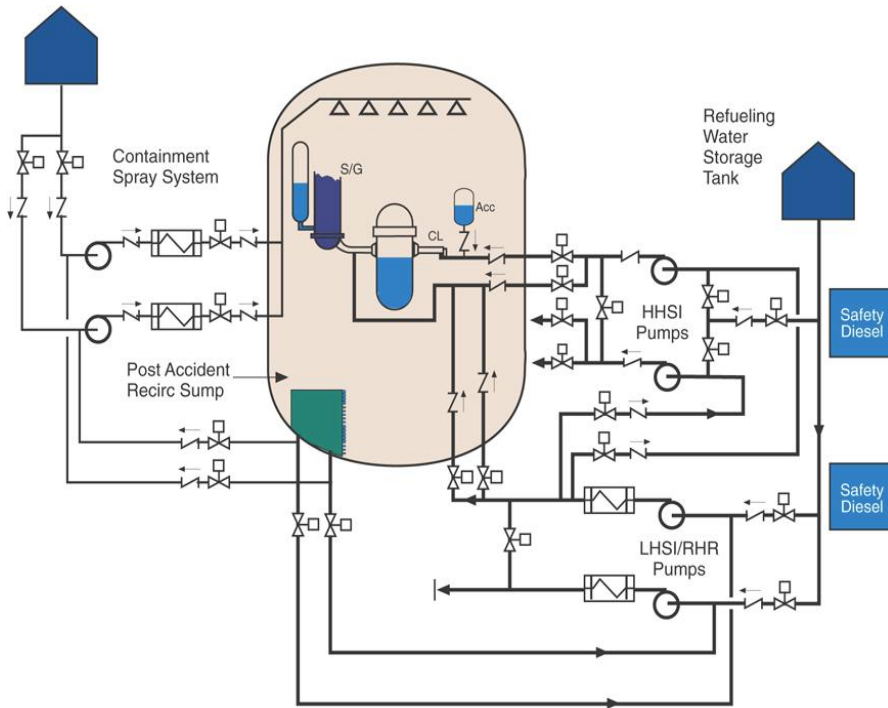 Containment
Spray System
S/G
Acc
CL
Refueling
Water
Storage
Tank
HHSI
Pumps
Safety
Diesel
Post Accident
Recirc Sump
Safety
Diesel
LHSI/RHR
Pumps